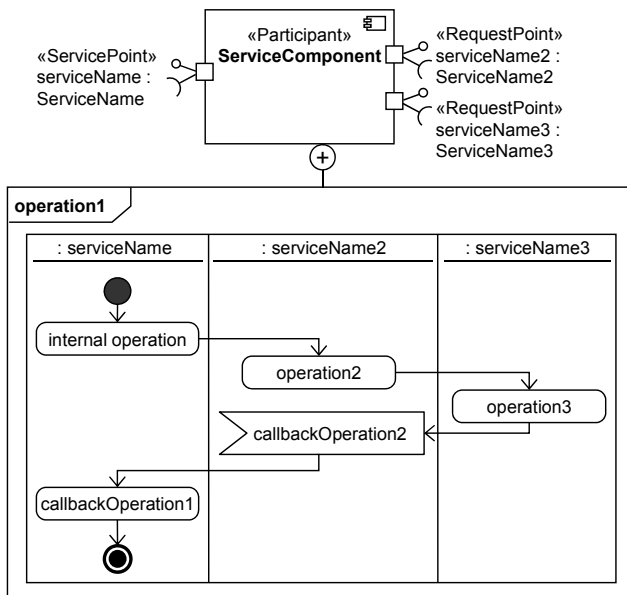 «Participant»
ServiceComponent
«ServicePoint»
serviceName :
ServiceName
«RequestPoint»
serviceName2 :
ServiceName2
«RequestPoint»
serviceName3 :
ServiceName3
operation1
: serviceName
: serviceName2
: serviceName3
internal operation
operation2
operation3
callbackOperation2
callbackOperation1